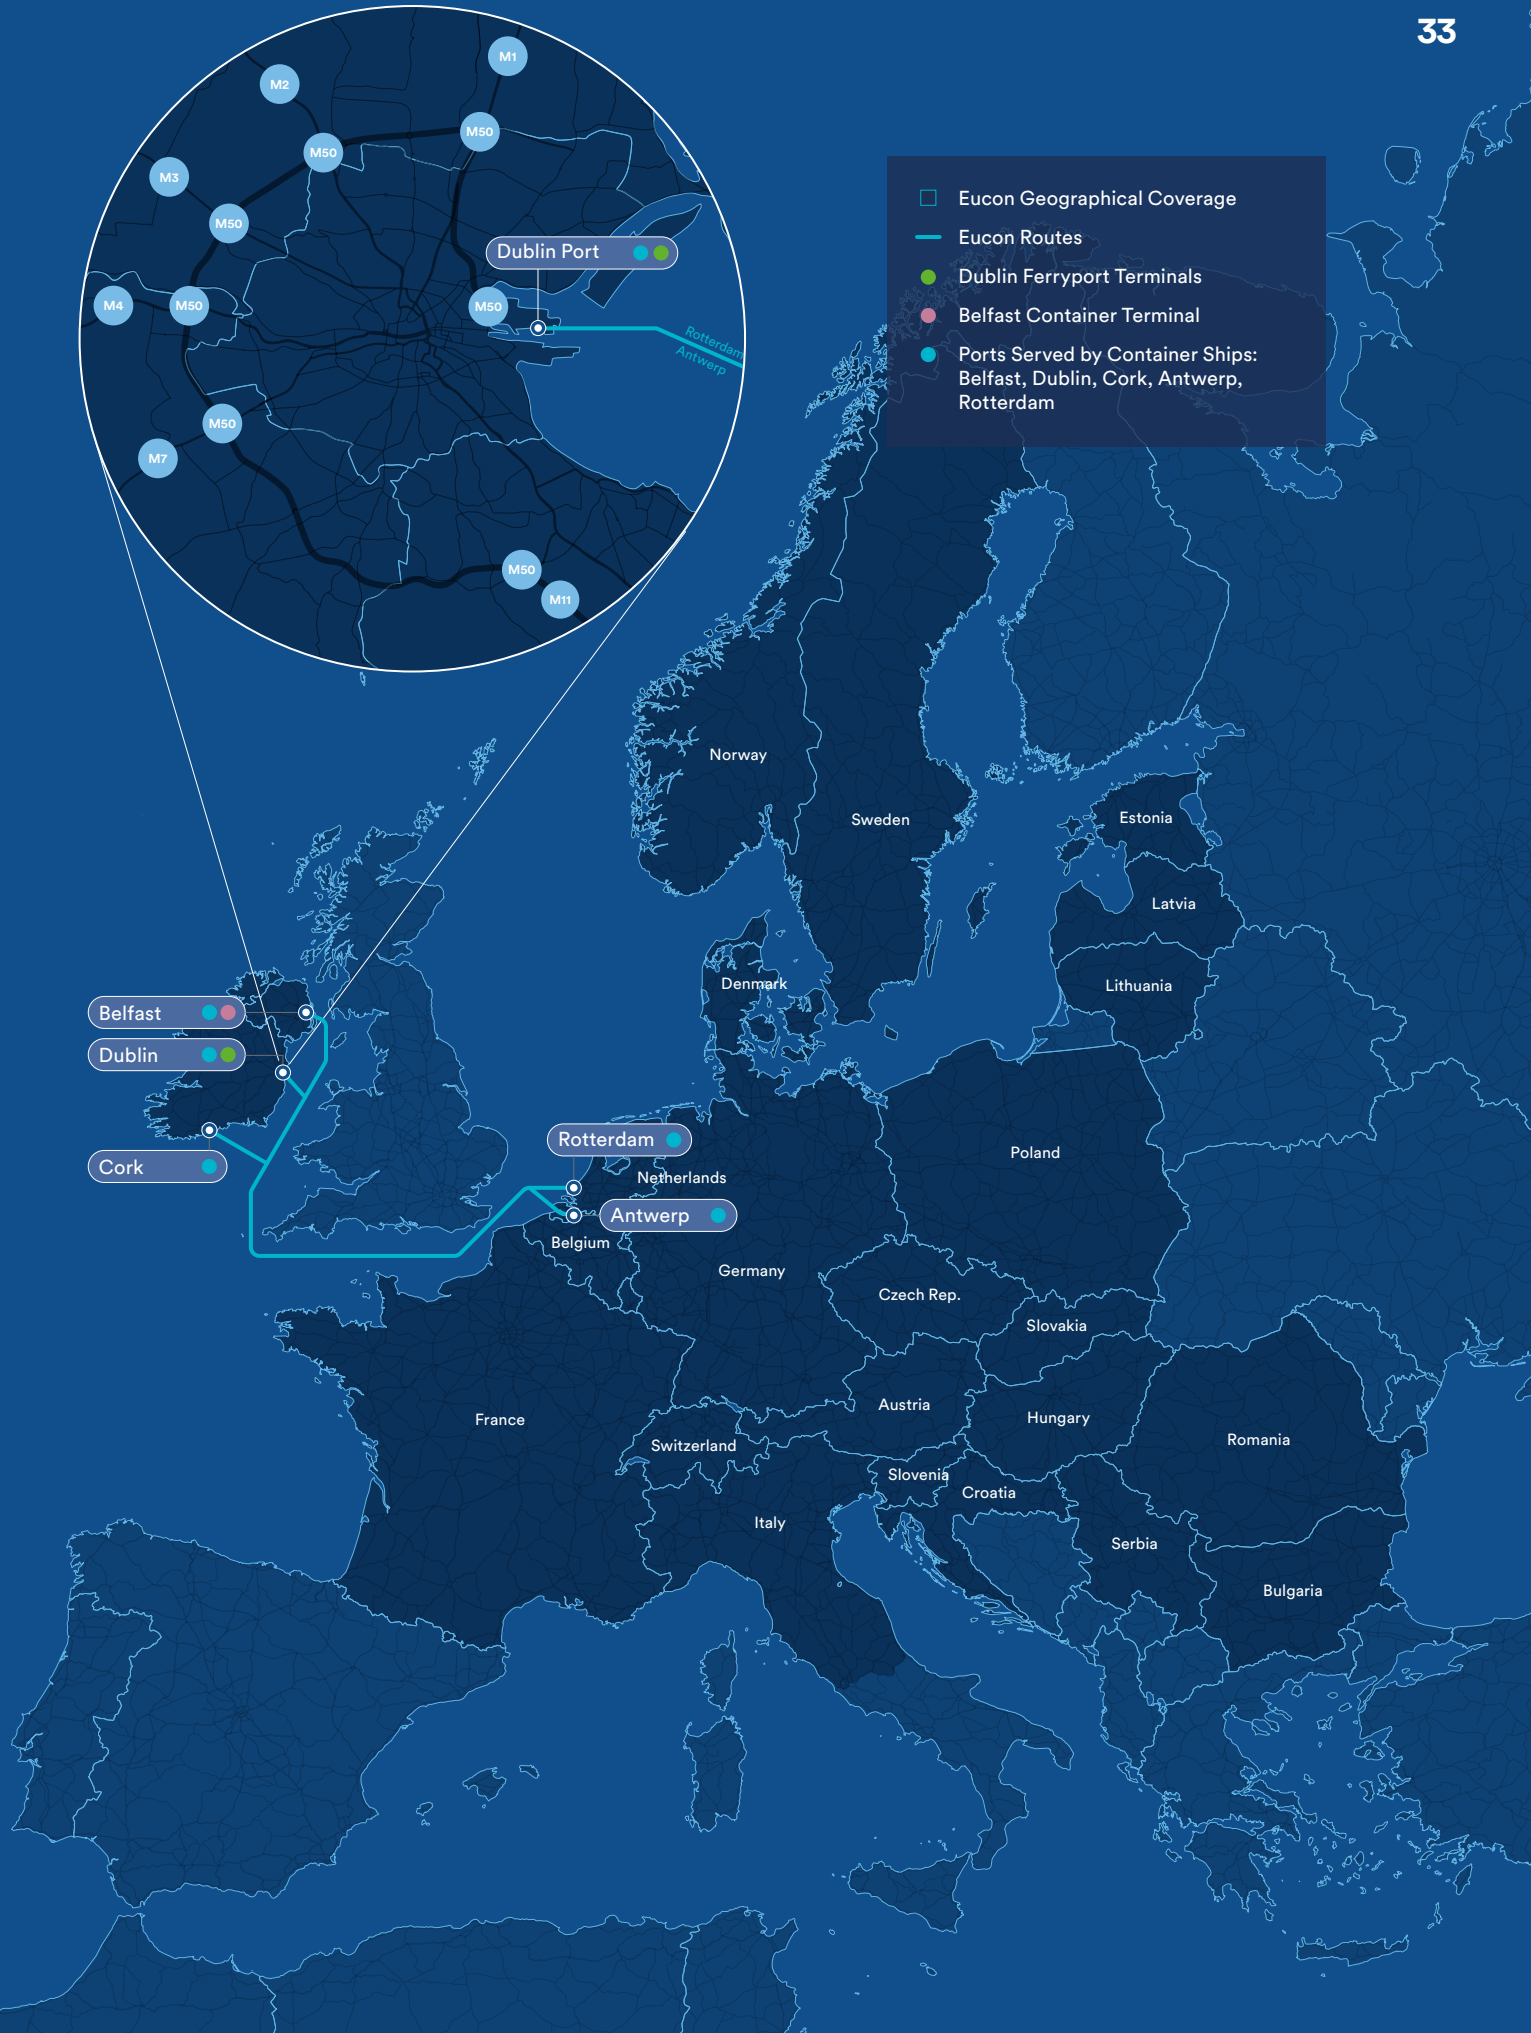 33
M1
M2
M50
M50
M3
M50
Dublin Port
M4
M50
M50
Rotterdam
Antwerp
M50
M7
M50
M11
Eucon Geographical Coverage
Eucon Routes
Dublin Ferryport Terminals
Belfast Container Terminal
Ports Served by Container Ships:
Belfast, Dublin, Cork, Antwerp,
Rotterdam
Norway
Sweden
Estonia
Latvia
Lithuania
Denmark
Belfast
Dublin
Cork
Rotterdam
Netherlands
Antwerp
Belgium
Poland
Germany
Czech Rep.
Slovakia
Austria
Hungary
France
Switzerland
Romania
Slovenia
Croatia
Italy
Serbia
Bulgaria